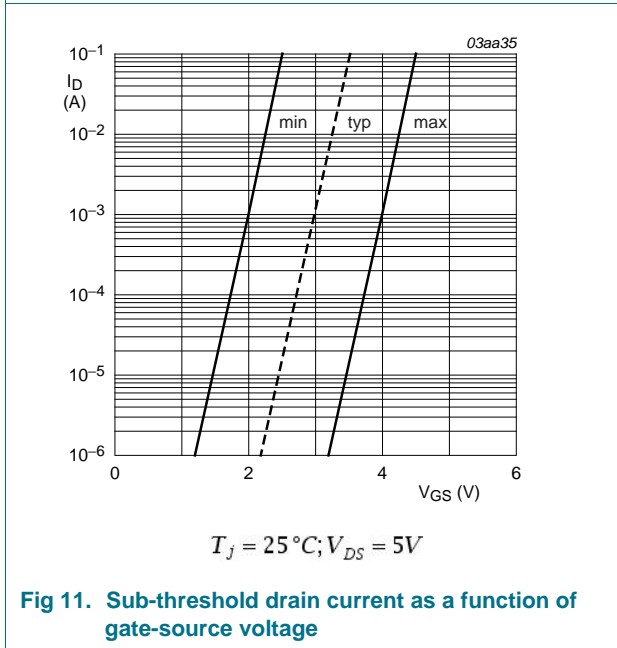 03aa35
10⁻¹
I_D
(A)
min
typ
max
10⁻²
10⁻³
10⁻⁴
10⁻⁵
10⁻⁶
0
2
4
6
V_GS (V)
T_j = 25 °C; V_DS = 5V
Fig 11. Sub-threshold drain current as a function of
gate-source voltage